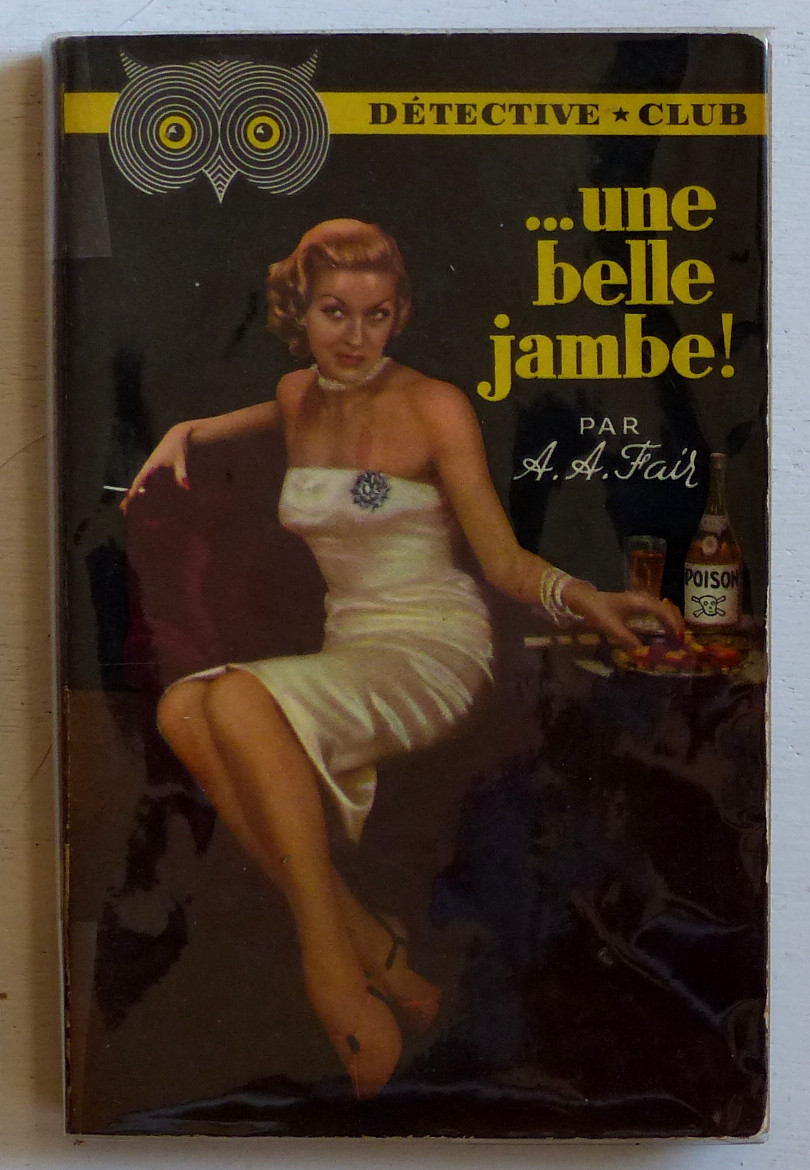 DÉTECTIVE ★ CLUB
...une
belle
jambe!
PAR
A. A. Fair
POISON